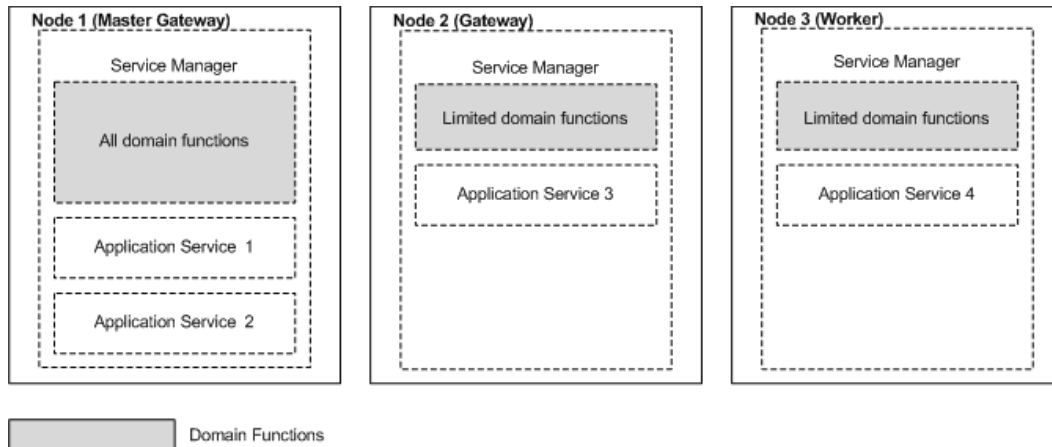 Node 1 (Master Gateway)
Service Manager
All domain functions
Application Service 1
Application Service 2
Node 2 (Gateway)
Service Manager
Limited domain functions
Application Service 3
Node 3 (Worker)
Service Manager
Limited domain functions
Application Service 4
Domain Functions